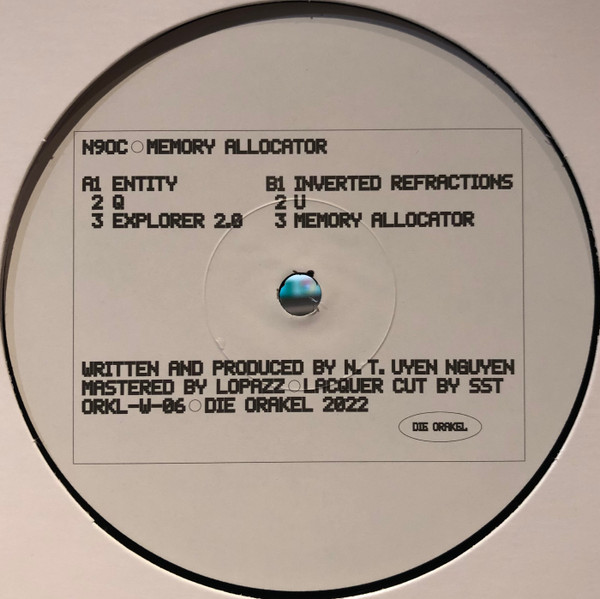 N9OC○MEMORY ALLOCATOR
A1 ENTITY
2 Q
3 EXPLORER 2.0
B1 INVERTED REFRACTIONS
2 U
3 MEMORY ALLOCATOR
WRITTEN AND PRODUCED BY N. T. UYEN NGUYEN
MASTERED BY LOPAZZ○LACQUER CUT BY SST
ORKL-W-06○DIE ORAKEL 2022
DIE ORAKEL